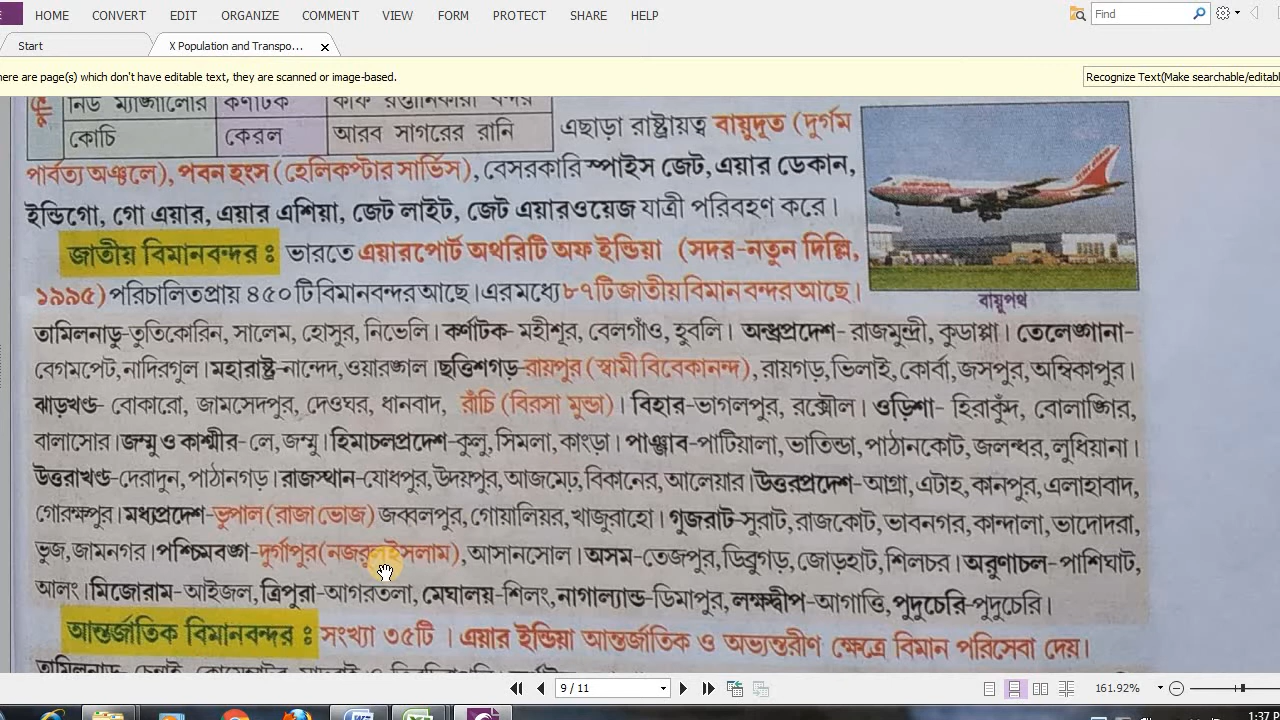 HOME CONVERT EDIT ORGANIZE COMMENT VIEW FORM PROTECT SHARE HELP
Find
Start
X Population and Transpo...
here are page(s) which don't have editable text, they are scanned or image-based.
Recognize Text(Make searchable/editabl
নিউ ম্যাঙ্গালোর কর্ণাটক
কোচি কেরল আরব সাগরের রানি
এছাড়া রাষ্ট্রায়ত্ব বায়ুদূত (দুর্গম
পার্বত্য অঞ্চলে), পবন হংস (হেলিকপ্টার সার্ভিস), বেসরকারি স্পাইস জেট, এয়ার ডেকান,
ইন্ডিগো, গো এয়ার, এয়ার এশিয়া, জেট লাইট, জেট এয়ারওয়েজ যাত্রী পরিবহণ করে।
জাতীয় বিমানবন্দর : ভারতে এয়ারপোর্ট অথরিটি অফ ইন্ডিয়া (সদর-নতুন দিল্লি,
১৯৯৫) পরিচালিত প্রায় ৪৫০টি বিমানবন্দর আছে। এর মধ্যে ৮৭টি জাতীয় বিমানবন্দর আছে।
বায়ুপথ
তামিলনাড়ু-তুতিকোরিন, সালেম, হোসুর, নিভেলি। কর্ণাটক- মহীশূর, বেলগাঁও, হুবলি। অন্ধ্রপ্রদেশ- রাজমুন্দ্রী, কুডাপ্পা। তেলেঙ্গানা-
বেগমপেট, নাদিরগুল। মহারাষ্ট্র-নান্দেদ, ওয়ারঙ্গাল। ছত্তিশগড়-রায়পুর (স্বামী বিবেকানন্দ), রায়গড়, ভিলাই, কোর্বা, জসপুর, অম্বিকাপুর।
ঝাড়খণ্ড- বোকারো, জামসেদপুর, দেওঘর, ধানবাদ, রাঁচি (বিরসা মুন্ডা)। বিহার-ভাগলপুর, রক্সৌল। ওড়িশা- হিরাকুঁদ, বোলাঙ্গির,
বালাসোর। জম্মু ও কাশ্মীর-লে, জম্মু। হিমাচলপ্রদেশ-কুলু, সিমলা, কাংড়া। পাঞ্জাব-পাটিয়ালা, ভাতিন্ডা, পাঠানকোট, জলন্ধর, লুধিয়ানা।
উত্তরাখণ্ড-দেরাদুন, পাঠানগড়। রাজস্থান-যোধপুর, উদয়পুর, আজমেঢ়, বিকানের, আলেয়ার। উত্তরপ্রদেশ-আগ্রা, এটাহ, কানপুর, এলাহাবাদ,
গোরক্ষপুর। মধ্যপ্রদেশ-ভুপাল (রাজা ভোজ) জব্বলপুর, গোয়ালিয়র, খাজুরাহো। গুজরাট-সুরাট, রাজকোট, ভাবনগর, কান্দালা, ভাদোদরা,
ভুজ, জামনগর। পশ্চিমবঙ্গ-দুর্গাপুর (নজরুল ইসলাম), আসানসোল। অসম-তেজপুর, ডিব্রুগড়, জোড়হাট, শিলচর। অরুণাচল-পাশিঘাট,
আলং। মিজোরাম-আইজল, ত্রিপুরা-আগরতলা, মেঘালয়-শিলং, নাগাল্যান্ড-ডিমাপুর, লক্ষদ্বীপ-আগাত্তি, পুদুচেরি-পুদুচেরি।
আন্তর্জাতিক বিমানবন্দর : সংখ্যা ৩৫টি। এয়ার ইন্ডিয়া আন্তর্জাতিক ও অভ্যন্তরীণ ক্ষেত্রে বিমান পরিসেবা দেয়।
9 / 11
161.92%
1:37 P